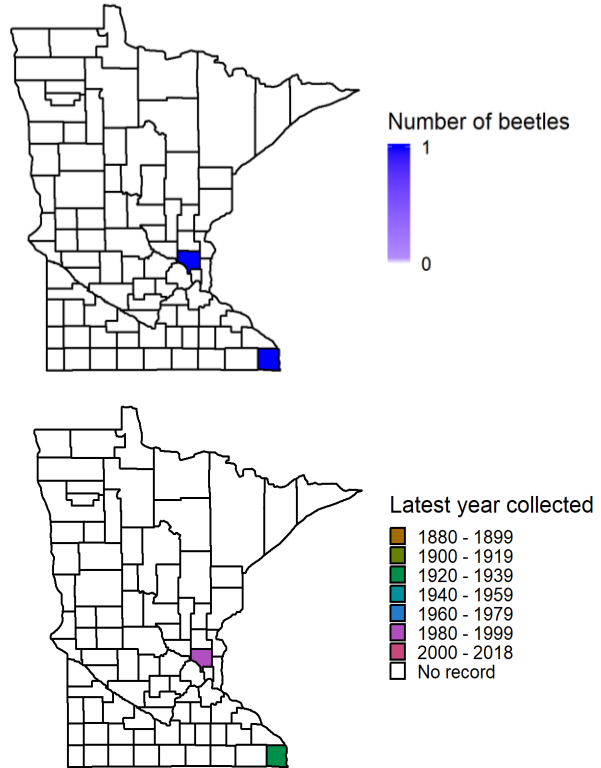 Number of beetles
1
0
Latest year collected
1880 - 1899
1900 - 1919
1920 - 1939
1940 - 1959
1960 - 1979
1980 - 1999
2000 - 2018
No record